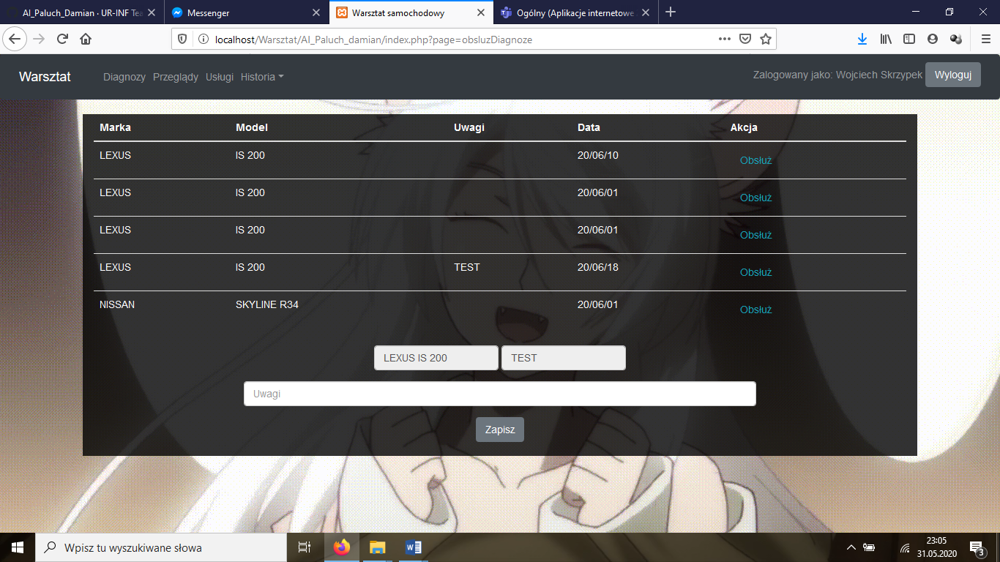 AI_Paluch_Damian · UR-INF Tea
Messenger
Warsztat samochodowy
Ogólny (Aplikacje internetowe
localhost/Warsztat/AI_Paluch_damian/index.php?page=obsluzDiagnoze
Warsztat Diagnozy Przeglądy Usługi Historia Zalogowany jako: Wojciech Skrzypek Wyloguj
Marka Model Uwagi Data Akcja
LEXUS IS 200 20/06/10 Obsłuż
LEXUS IS 200 20/06/01 Obsłuż
LEXUS IS 200 20/06/01 Obsłuż
LEXUS IS 200 TEST 20/06/18 Obsłuż
NISSAN SKYLINE R34 20/06/01 Obsłuż
LEXUS IS 200 TEST
Uwagi
Zapisz
Wpisz tu wyszukiwane słowa
23:05
31.05.2020
3